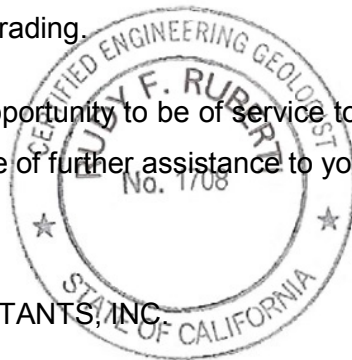 rading.
CERTIFIED ENGINEERING GEOLOGIST
RUDY F. RUBERT
pportunity to be of service to
e of further assistance to yo
No. 1708
TANTS, INC.
STATE OF CALIFORNIA